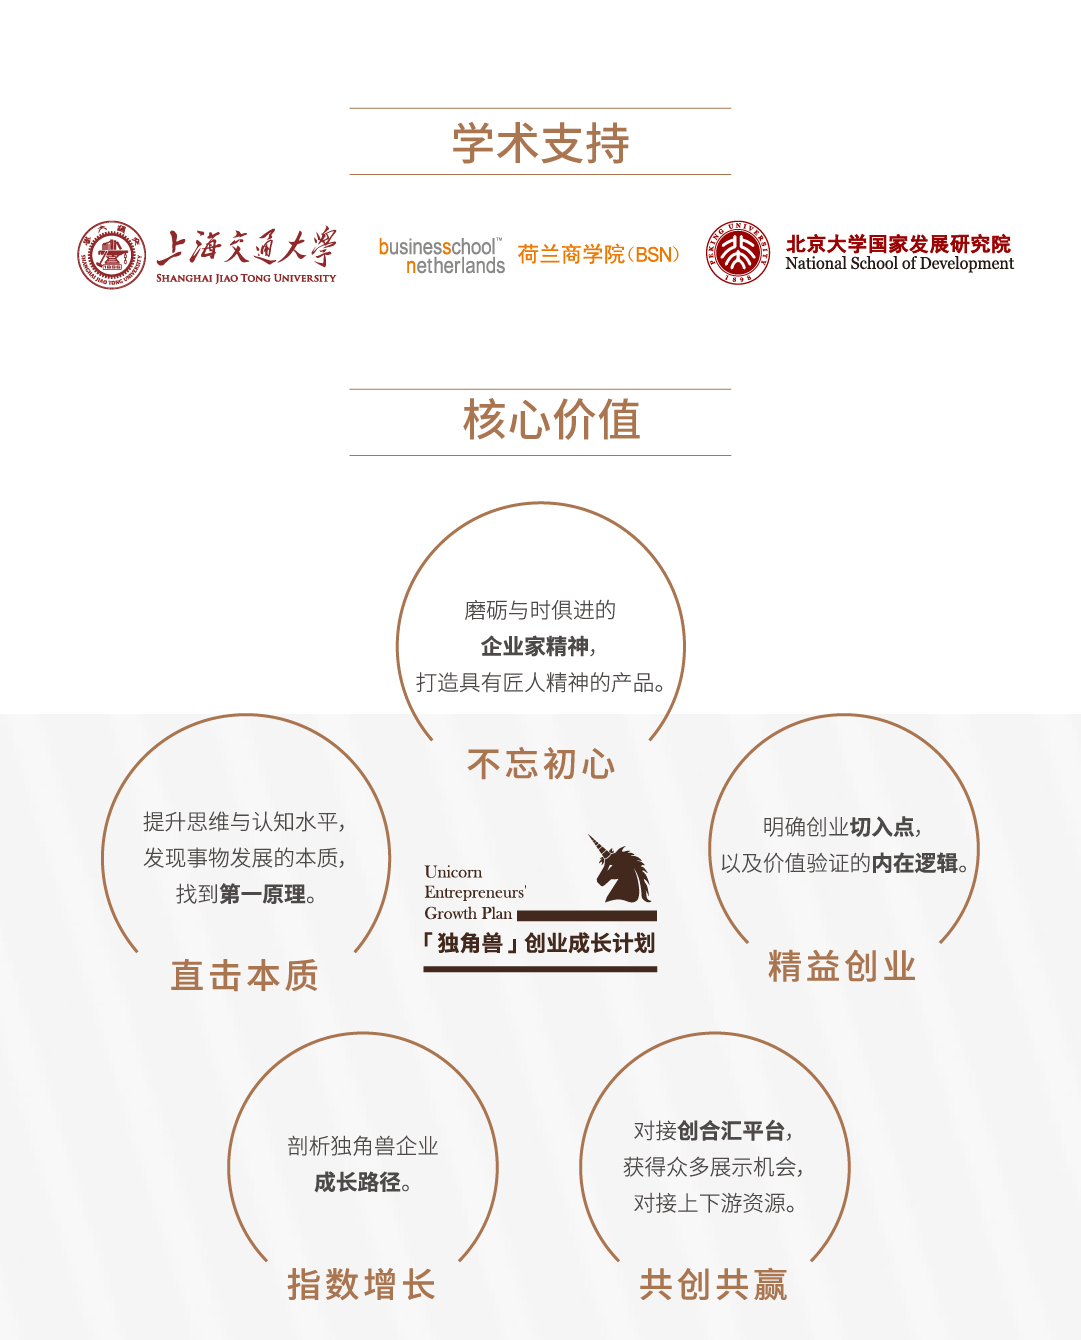 学术支持
上海交通大学
SHANGHAI JIAO TONG UNIVERSITY
businesschool™
netherlands
荷兰商学院(BSN)
PEKING UNIVERSITY
1898
北京大学国家发展研究院
National School of Development
核心价值
磨砺与时俱进的
企业家精神,
打造具有匠人精神的产品。
不忘初心
提升思维与认知水平,
发现事物发展的本质,
找到第一原理。
直击本质
明确创业切入点,
以及价值验证的内在逻辑。
精益创业
Unicorn
Entrepreneurs'
Growth Plan
「独角兽」创业成长计划
剖析独角兽企业
成长路径。
指数增长
对接创合汇平台,
获得众多展示机会,
对接上下游资源。
共创共赢